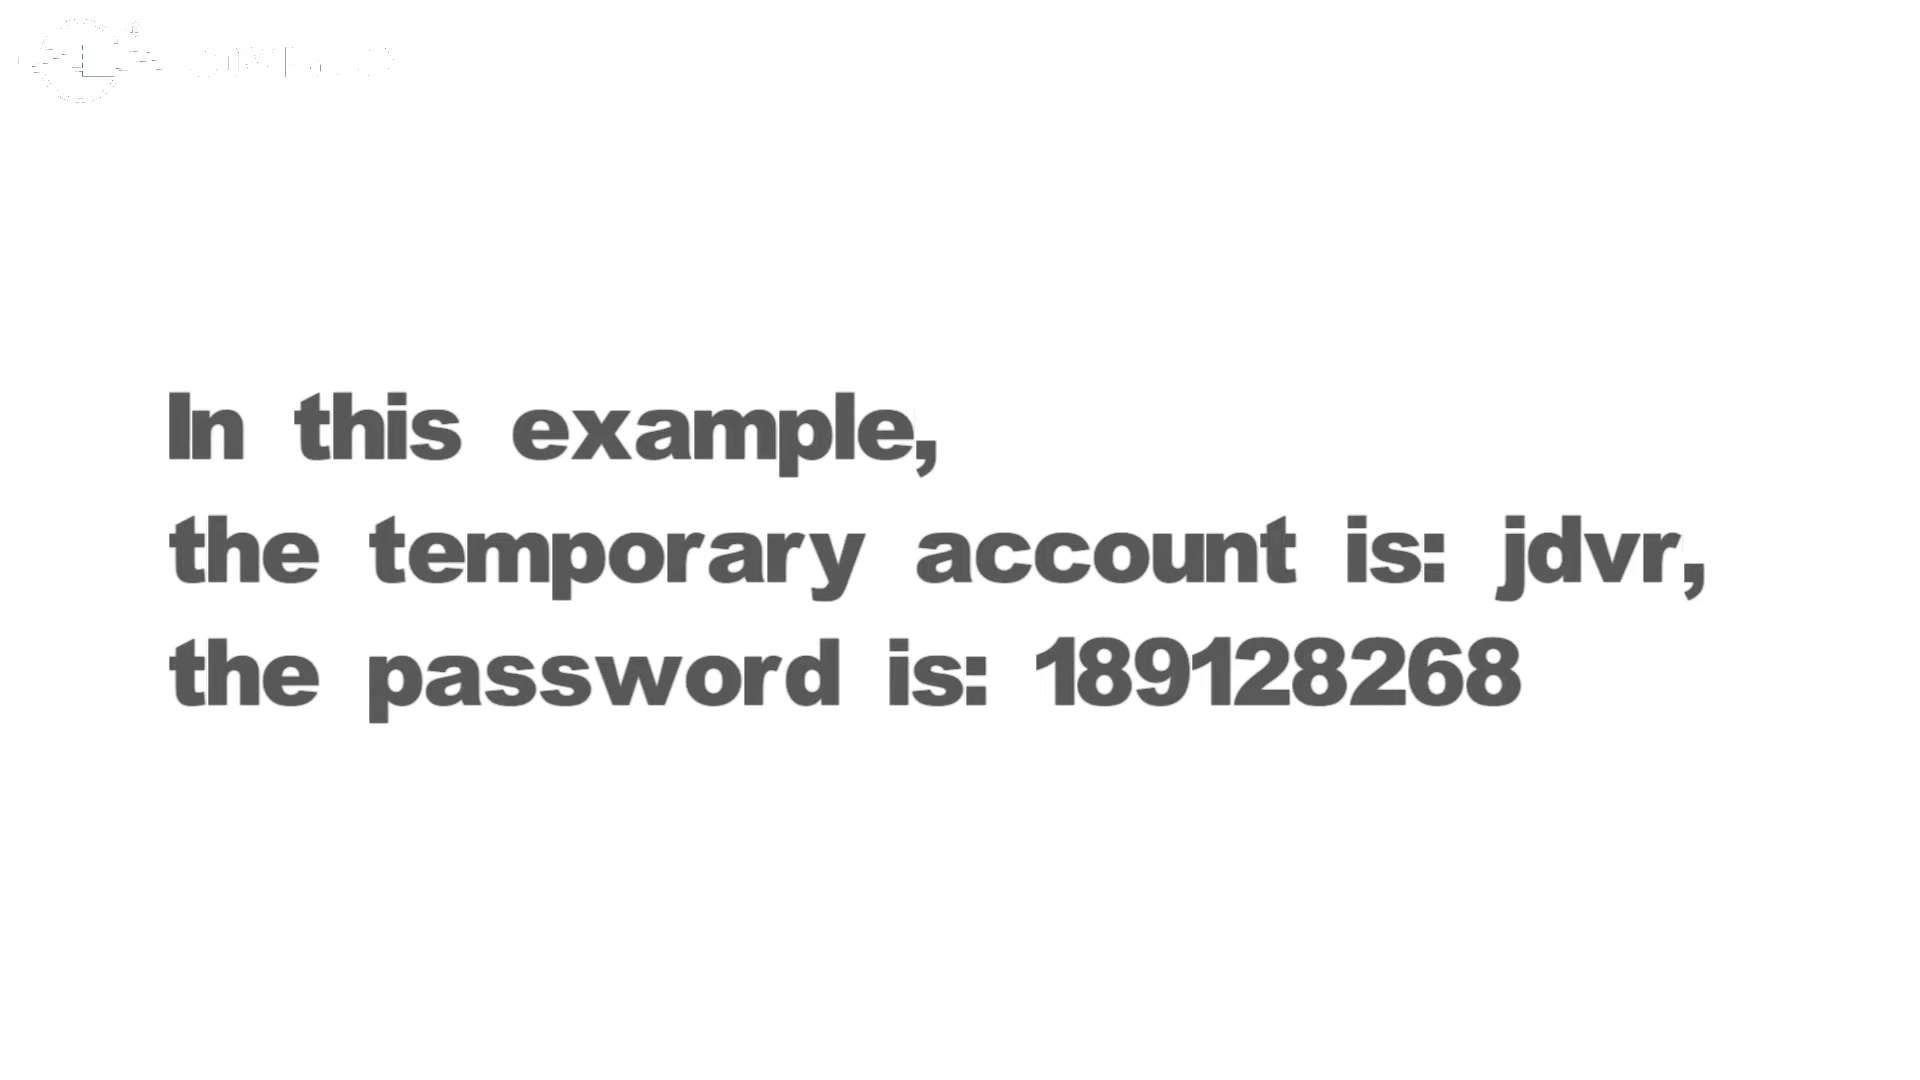 In this example,
the temporary account is: jdvr,
the password is: 189128268